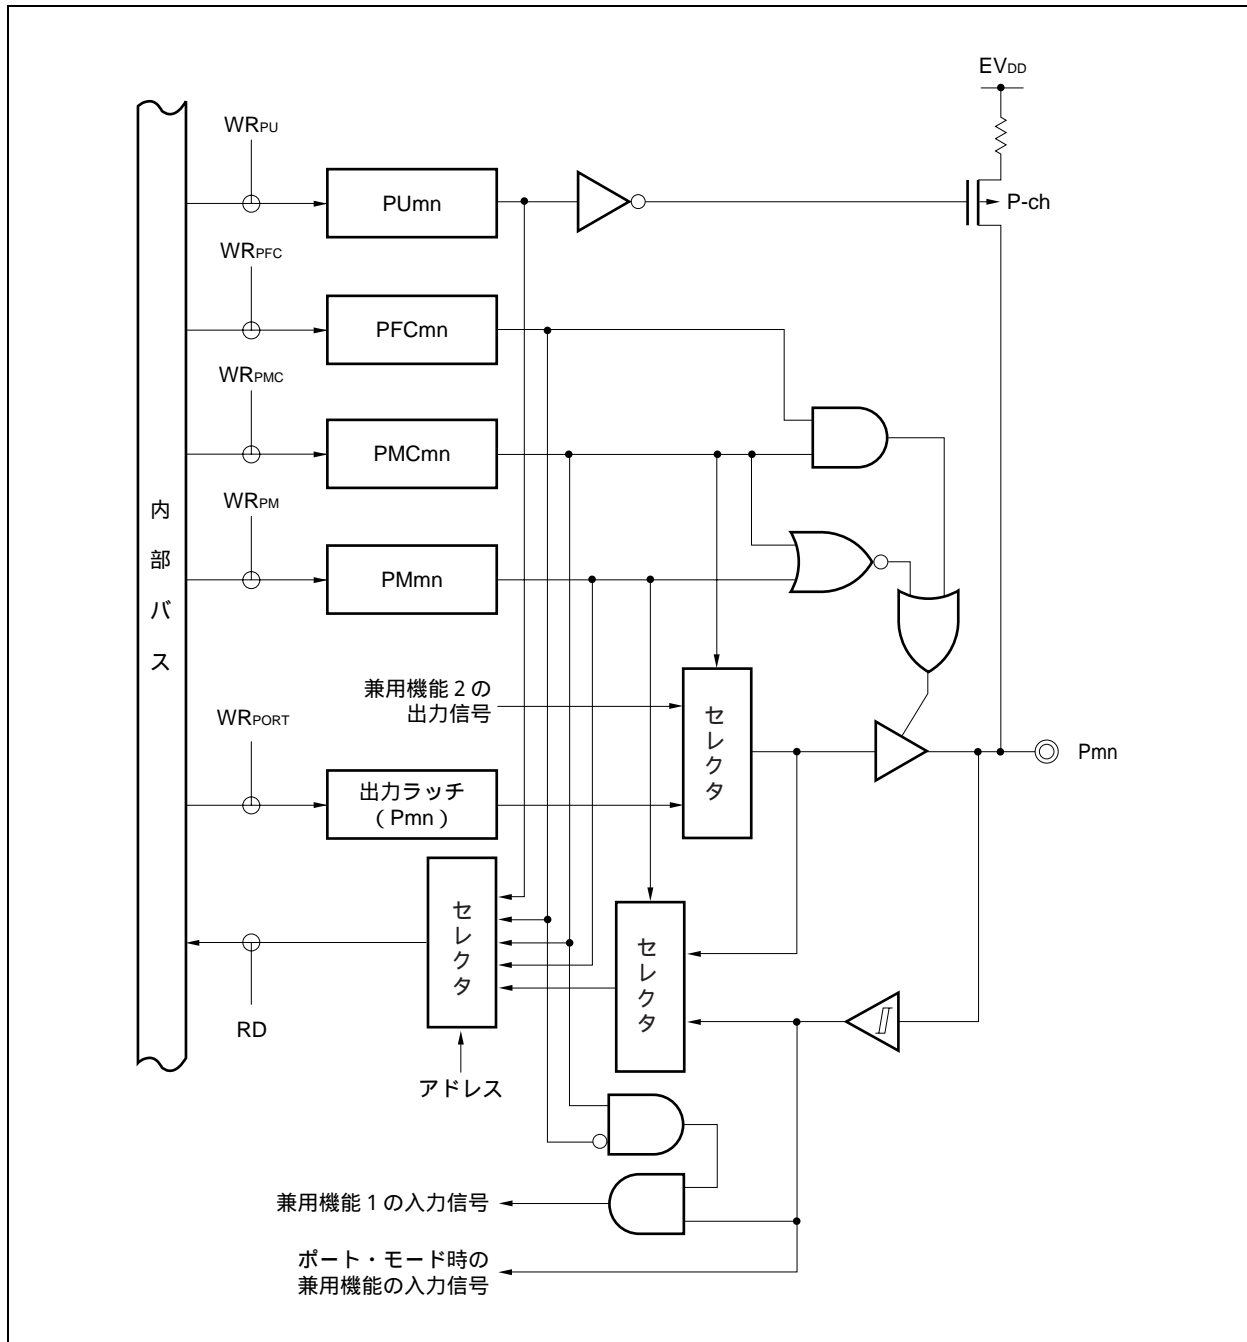 EVDD
WRPU
PUmn
P-ch
WRPFC
PFCmn
WRPMC
PMCmn
内部バス
WRPM
PMmn
兼用機能2の
出力信号
セレクタ
WRPORT
Pmn
出力ラッチ
(Pmn)
セレクタ
セレクタ
RD
アドレス
兼用機能1の入力信号
ポート・モード時の
兼用機能の入力信号